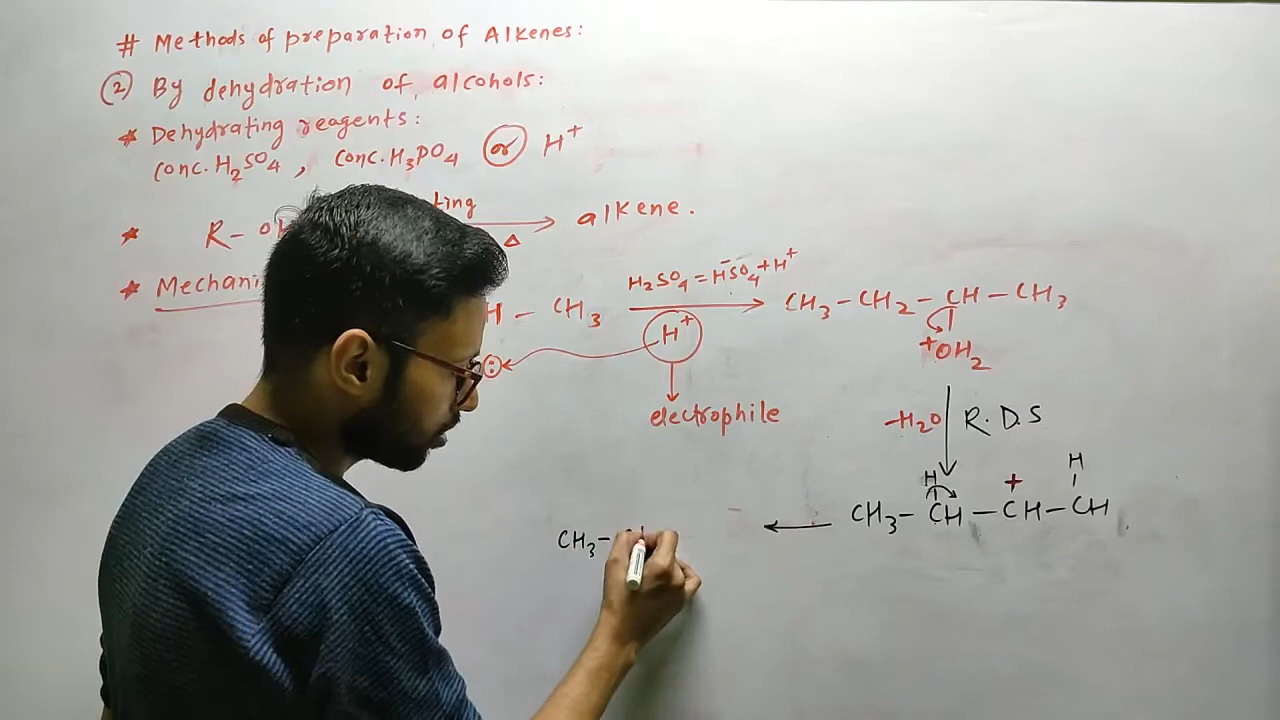 # Methods of preparation of Alkenes:
② By dehydration of alcohols:
* Dehydrating reagents:
conc. H₂SO₄ , conc. H₃PO₄ or H⁺
* R - OH → alkene.
Δ
*
H - CH₃
H₂SO₄ = HSO₄⁻ + H⁺
H⁺
electrophile
CH₃ - CH₂ - CH - CH₃
⁺OH₂
-H₂O R.D.S
H + H
CH₃ - CH - CH - CH
← 
CH₃ -